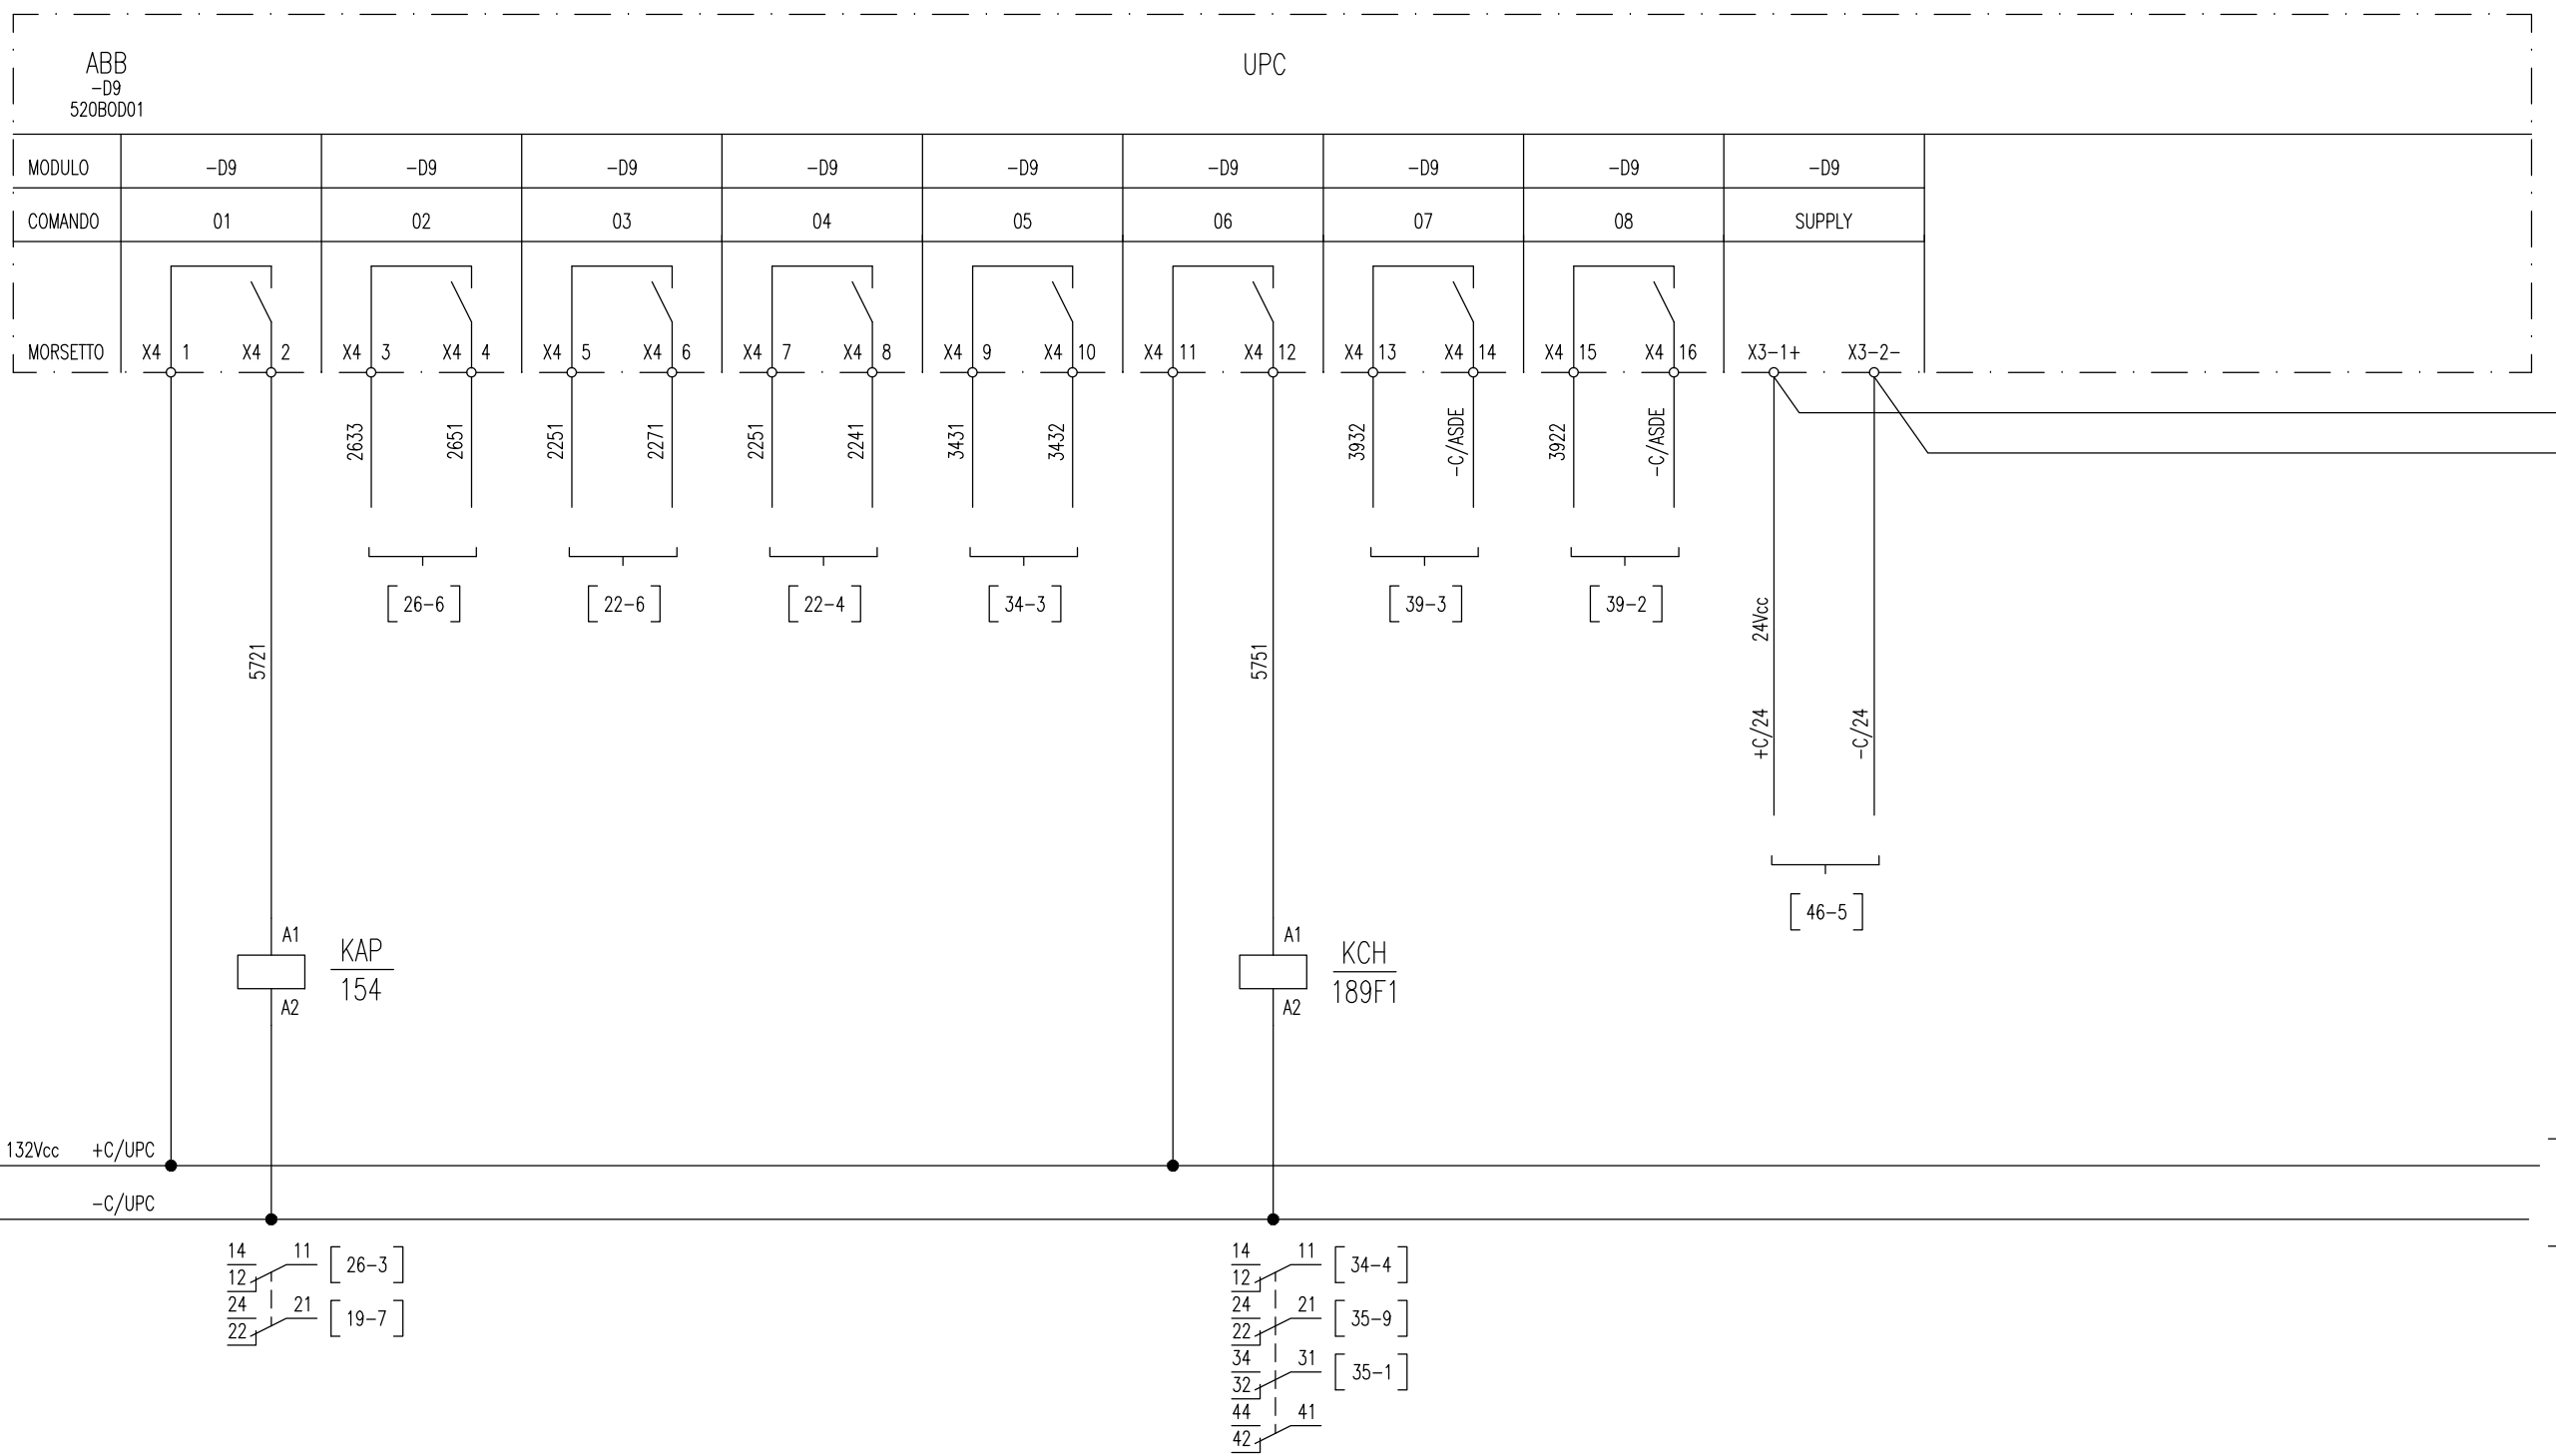 ABB
-D9
520BOD01
UPC
MODULO -D9 -D9 -D9 -D9 -D9 -D9 -D9 -D9 -D9
COMANDO 01 02 03 04 05 06 07 08 SUPPLY
MORSETTO X4 1 X4 2 X4 3 X4 4 X4 5 X4 6 X4 7 X4 8 X4 9 X4 10 X4 11 X4 12 X4 13 X4 14 X4 15 X4 16 X3-1+ X3-2-
2633 2651 2251 2271 2251 2241 3431 3432 3932 -C/ASDE 3922 -C/ASDE
26-6 22-6 22-4 34-3 39-3 39-2
24Vcc
5721 5751
+C/24 -C/24
46-5
A1 A1
KAP KCH
154 189F1
A2 A2
132Vcc +C/UPC
-C/UPC
14 11 26-3 14 11 34-4
12 12
24 21 19-7 24 21 35-9
22 22
34 31 35-1
32
44 41
42